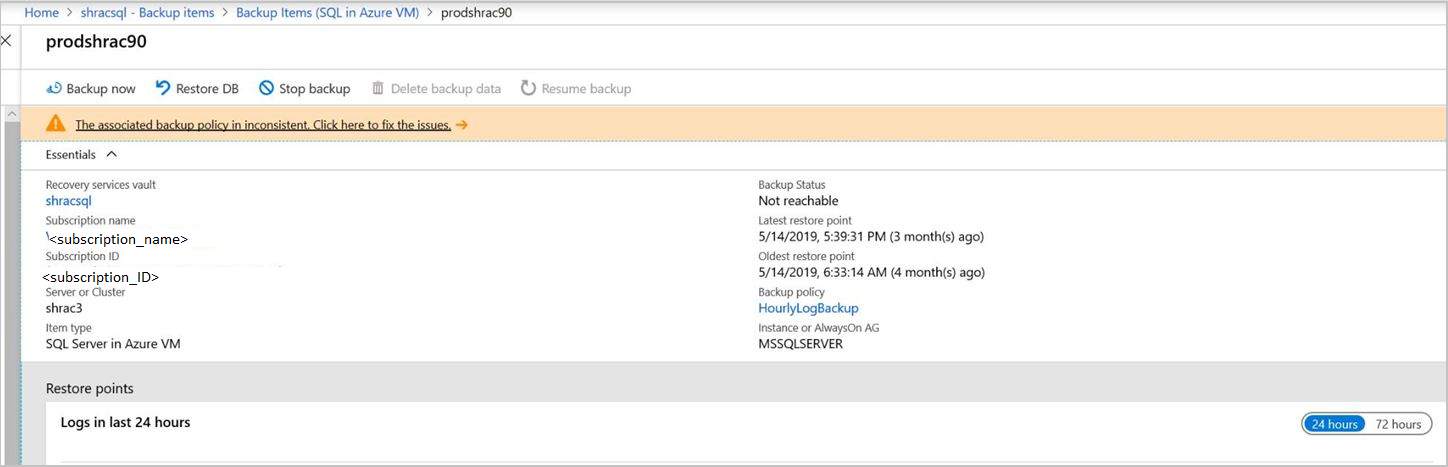 Home > shracsql - Backup items > Backup Items (SQL in Azure VM) > prodshrac90
prodshrac90
Backup now Restore DB Stop backup Delete backup data Resume backup
The associated backup policy in inconsistent. Click here to fix the issues.
Essentials
Recovery services vault
shracsql
Subscription name
\<subscription_name>
Subscription ID
<subscription_ID>
Server or Cluster
shrac3
Item type
SQL Server in Azure VM
Backup Status
Not reachable
Latest restore point
5/14/2019, 5:39:31 PM (3 month(s) ago)
Oldest restore point
5/14/2019, 6:33:14 AM (4 month(s) ago)
Backup policy
HourlyLogBackup
Instance or AlwaysOn AG
MSSQLSERVER
Restore points
Logs in last 24 hours
24 hours 72 hours